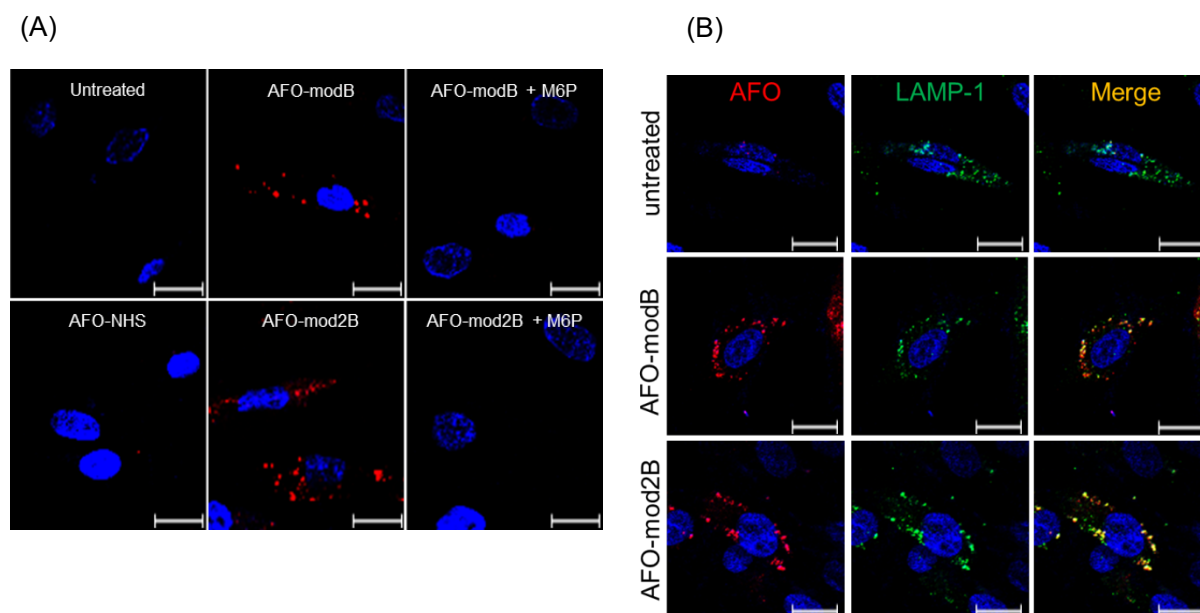 (A)
Untreated
AFO-modB
AFO-modB + M6P
AFO-NHS
AFO-mod2B
AFO-mod2B + M6P
(B)
AFO
LAMP-1
Merge
untreated
AFO-modB
AFO-mod2B